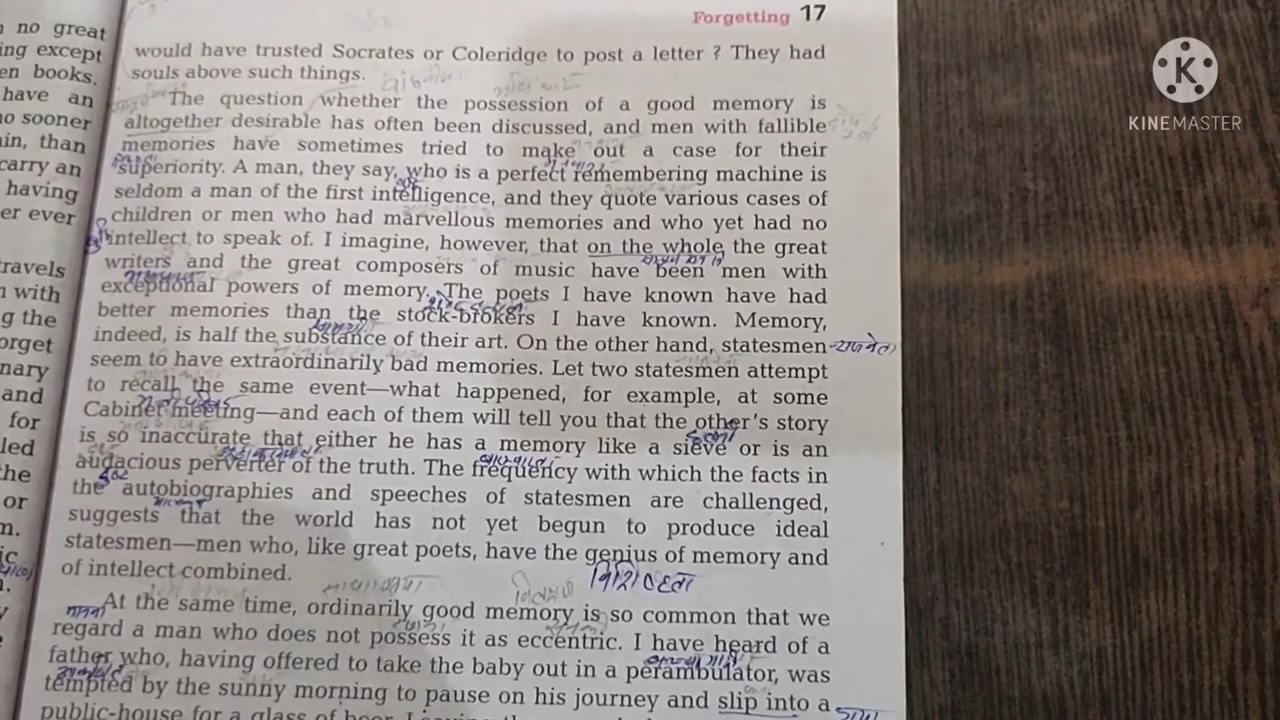 Forgetting 17
would have trusted Socrates or Coleridge to post a letter ? They had
souls above such things.
The question whether the possession of a good memory is
altogether desirable has often been discussed, and men with fallible
memories have sometimes tried to make out a case for their
superiority. A man, they say, who is a perfect remembering machine is
seldom a man of the first intelligence, and they quote various cases of
children or men who had marvellous memories and who yet had no
intellect to speak of. I imagine, however, that on the whole the great
writers and the great composers of music have been men with
exceptional powers of memory. The poets I have known have had
better memories than the stock-brokers I have known. Memory,
indeed, is half the substance of their art. On the other hand, statesmen
seem to have extraordinarily bad memories. Let two statesmen attempt
to recall the same event—what happened, for example, at some
Cabinet meeting—and each of them will tell you that the other's story
is so inaccurate that either he has a memory like a sieve or is an
audacious perverter of the truth. The frequency with which the facts in
the autobiographies and speeches of statesmen are challenged,
suggests that the world has not yet begun to produce ideal
statesmen—men who, like great poets, have the genius of memory and
of intellect combined.
At the same time, ordinarily good memory is so common that we
regard a man who does not possess it as eccentric. I have heard of a
father who, having offered to take the baby out in a perambulator, was
tempted by the sunny morning to pause on his journey and slip into a
public-house for a glass of beer.
no great
ing except
en books.
have an
no sooner
ain, than
carry an
having
er ever
travels
with
g the
orget
nary
and
for
led
the
or
K
KINEMASTER